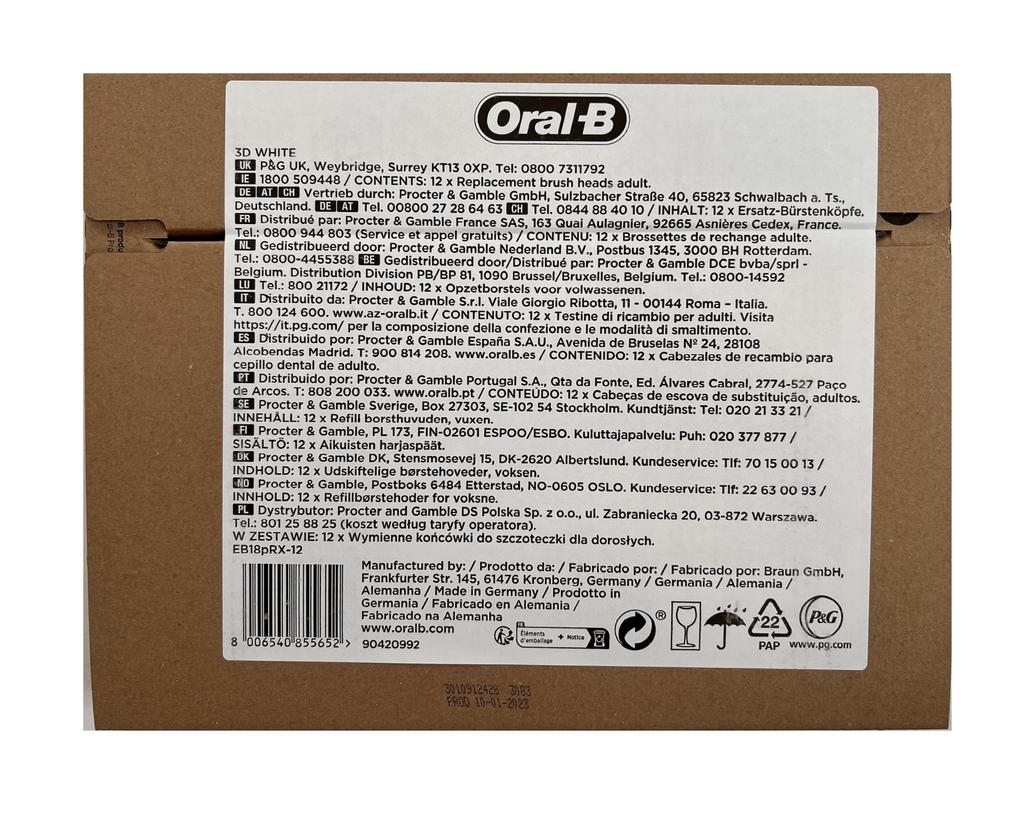 Oral-B
3D WHITE
UK P&G UK, Weybridge, Surrey KT13 0XP. Tel: 0800 7311792
IE 1800 509448 / CONTENTS: 12 x Replacement brush heads adult.
DE AT CH Vertrieb durch: Procter & Gamble GmbH, Sulzbacher Straße 40, 65823 Schwalbach a. Ts.,
Deutschland. DE AT Tel. 00800 27 28 64 63 CH Tel. 0844 88 40 10 / INHALT: 12 x Ersatz-Bürstenköpfe.
FR Distribué par: Procter & Gamble France SAS, 163 Quai Aulagnier, 92665 Asnières Cedex, France.
Tel.: 0800 944 803 (Service et appel gratuits) / CONTENU: 12 x Brossettes de rechange adulte.
NL Gedistribueerd door: Procter & Gamble Nederland B.V., Postbus 1345, 3000 BH Rotterdam.
Tel.: 0800-4455388 BE Gedistribueerd door/Distribué par: Procter & Gamble DCE bvba/sprl -
Belgium. Distribution Division PB/BP 81, 1090 Brussel/Bruxelles, Belgium. Tel.: 0800-14592
LU Tel.: 800 21172 / INHOUD: 12 x Opzetborstels voor volwassenen.
IT Distribuito da: Procter & Gamble S.r.l. Viale Giorgio Ribotta, 11 - 00144 Roma – Italia.
T. 800 124 600. www.az-oralb.it / CONTENUTO: 12 x Testine di ricambio per adulti. Visita
https://it.pg.com/ per la composizione della confezione e le modalità di smaltimento.
ES Distribuido por: Procter & Gamble España S.A.U., Avenida de Bruselas Nº 24, 28108
Alcobendas Madrid. T: 900 814 208. www.oralb.es / CONTENIDO: 12 x Cabezales de recambio para
cepillo dental de adulto.
PT Distribuido por: Procter & Gamble Portugal S.A., Qta da Fonte, Ed. Álvares Cabral, 2774-527 Paço
de Arcos. T: 808 200 033. www.oralb.pt / CONTEÚDO: 12 x Cabeças de escova de substituição, adultos.
SE Procter & Gamble Sverige, Box 27303, SE-102 54 Stockholm. Kundtjänst: Tel: 020 21 33 21 /
INNEHÅLL: 12 x Refill borsthuvuden, vuxen.
FI Procter & Gamble, PL 173, FIN-02601 ESPOO/ESBO. Kuluttajapalvelu: Puh: 020 377 877 /
SISÄLTÖ: 12 x Aikuisten harjaspäät.
DK Procter & Gamble DK, Stensmosevej 15, DK-2620 Albertslund. Kundeservice: Tlf: 70 15 00 13 /
INDHOLD: 12 x Udskiftelige børstehoveder, voksen.
NO Procter & Gamble, Postboks 6484 Etterstad, NO-0605 OSLO. Kundeservice: Tlf: 22 63 00 93 /
INNHOLD: 12 x Refillbørstehoder for voksne.
PL Dystrybutor: Procter and Gamble DS Polska Sp. z o.o., ul. Zabraniecka 20, 03-872 Warszawa.
Tel.: 801 25 88 25 (koszt według taryfy operatora).
W ZESTAWIE: 12 x Wymienne końcówki do szczoteczki dla dorosłych.
EB18pRX-12
Manufactured by: / Prodotto da: / Fabricado por: / Fabricado por: Braun GmbH,
Frankfurter Str. 145, 61476 Kronberg, Germany / Germania / Alemania /
Alemanha / Made in Germany / Prodotto in
Germania / Fabricado en Alemania /
Fabricado na Alemanha
www.oralb.com
90420992
8 006540 855652 >
FR
Éléments
d'emballage + Notice
®
22
PAP
P&G
www.pg.com
3010912428 3083
PROD 10-01-2023